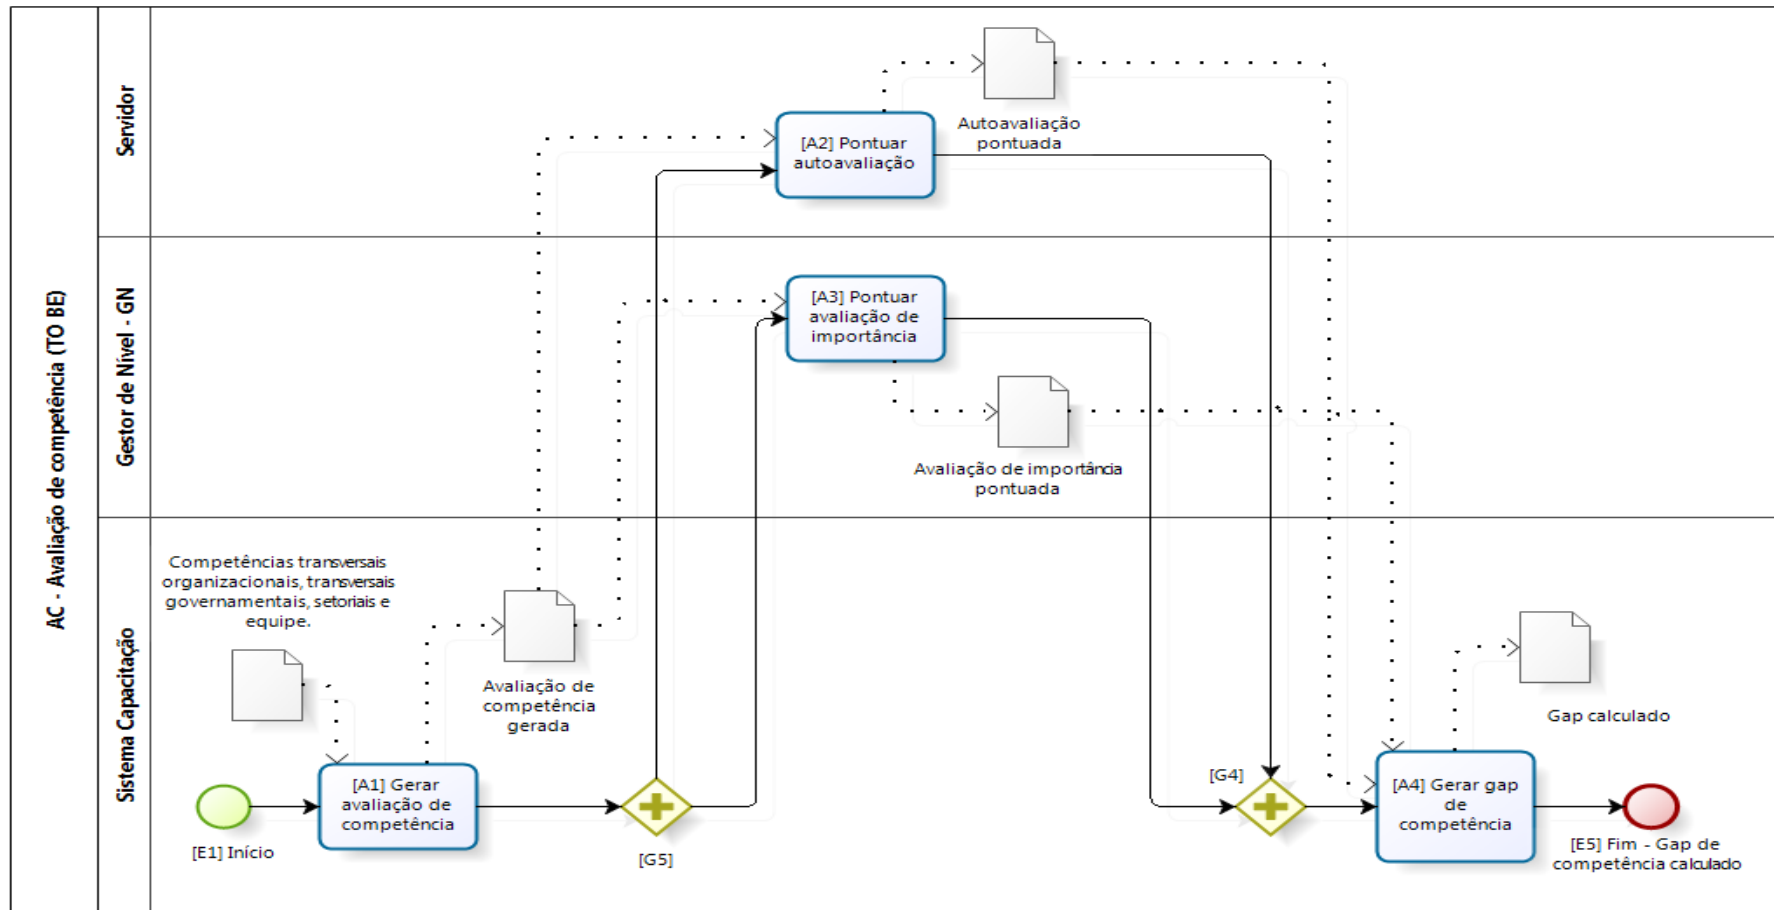 AC - Avaliação de competência (TO BE)
Servidor
[A2] Pontuar
autoavaliação
Autoavaliação
pontuada
Gestor de Nível - GN
[A3] Pontuar
avaliação de
importância
Avaliação de importância
pontuada
Sistema Capacitação
Competências transversais
organizacionais, transversais
governamentais, setoriais e
equipe.
Avaliação de
competência
gerada
Gap calculado
[E1] Início
[A1] Gerar
avaliação de
competência
[G5]
[G4]
[A4] Gerar gap
de
competência
[E5] Fim - Gap de
competência calculado